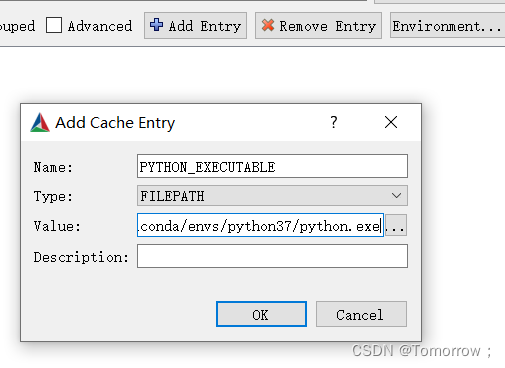 ouped Advanced Add Entry Remove Entry Environment...
Add Cache Entry ?
Name: PYTHON_EXECUTABLE
Type: FILEPATH
Value: .conda/envs/python37/python.exe ...
Description:
OK Cancel
CSDN @Tomorrow ;